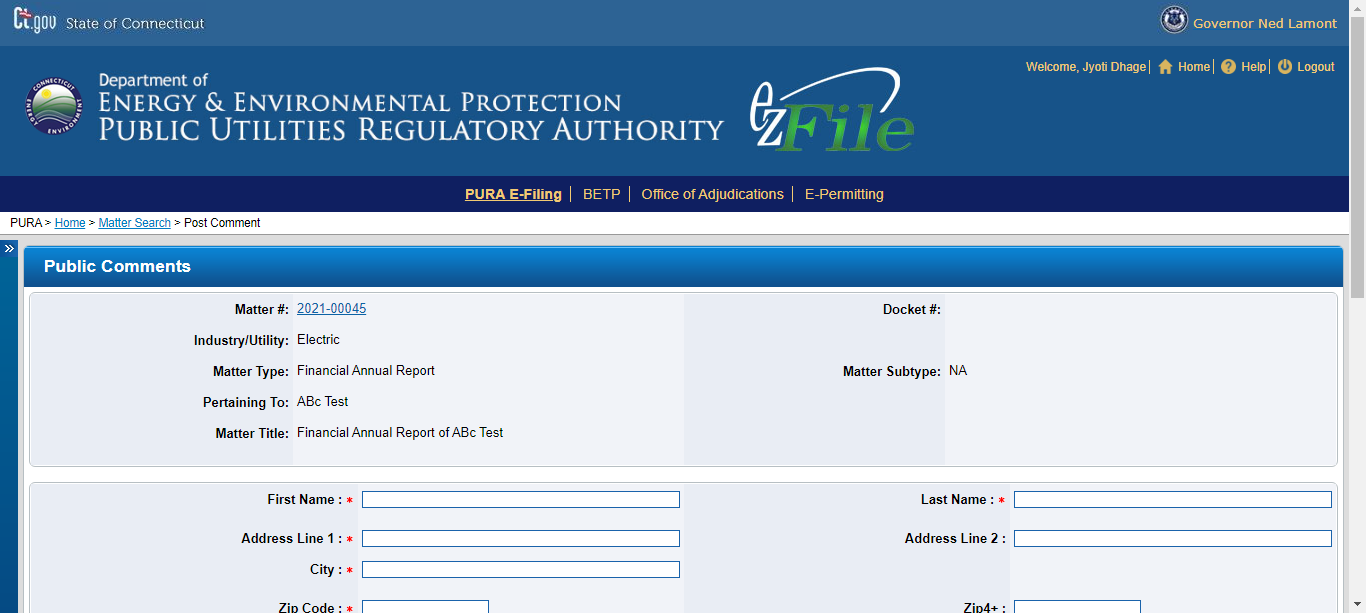 Ct.gov State of Connecticut
Governor Ned Lamont
Welcome, Jyoti Dhage | Home | Help | Logout
Department of
ENERGY & ENVIRONMENTAL PROTECTION
PUBLIC UTILITIES REGULATORY AUTHORITY
ezFile
CONNECTICUT
ENERGY ENVIRONMENT
PURA E-Filing | BETP | Office of Adjudications | E-Permitting
PURA > Home > Matter Search > Post Comment
»
Public Comments
Matter #: 2021-00045
Docket #:
Industry/Utility: Electric
Matter Type: Financial Annual Report
Matter Subtype: NA
Pertaining To: ABc Test
Matter Title: Financial Annual Report of ABc Test
First Name : *
Last Name : *
Address Line 1 : *
Address Line 2 :
City : *
Zip Code : *
Zip4+ :